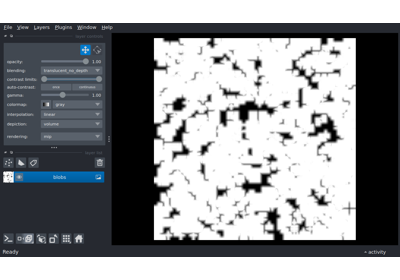 File View Layers Plugins Window Help
opacity: 1.00
blending: translucent_no_depth
contrast limits:
auto-contrast: once continuous
gamma: 1.00
colormap: gray
interpolation: linear
depiction: volume
rendering: mip
blobs
Ready activity